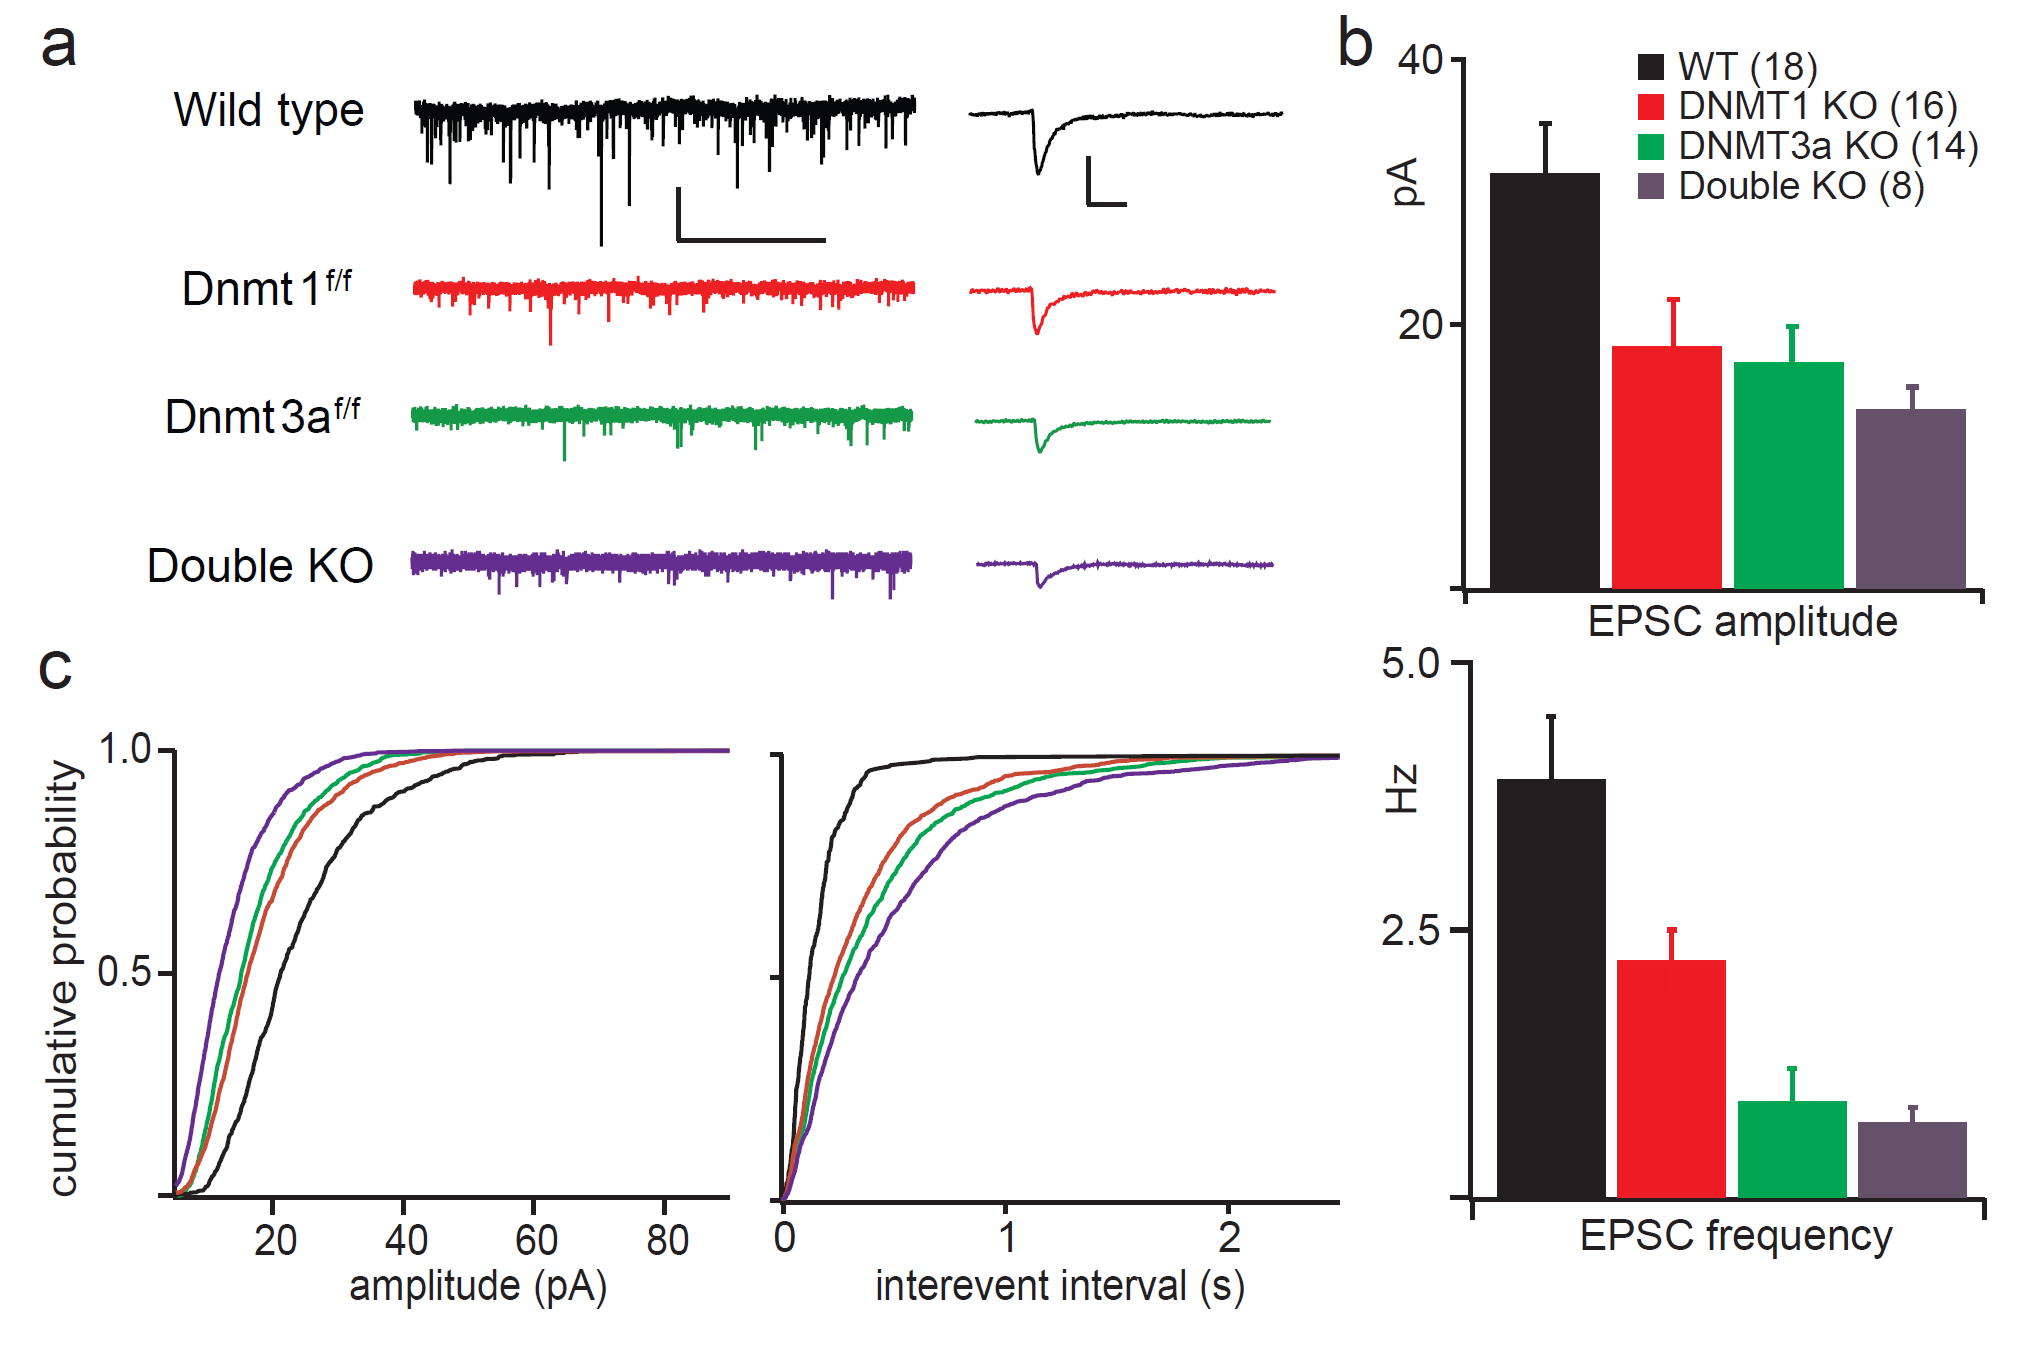 a
Wild type
Dnmt1f/f
Dnmt3af/f
Double KO
b
40
20
pA
WT (18)
DNMT1 KO (16)
DNMT3a KO (14)
Double KO (8)
EPSC amplitude
5.0
2.5
Hz
EPSC frequency
c
cumulative probability
1.0
0.5
20 40 60 80
amplitude (pA)
0 1 2
interevent interval (s)